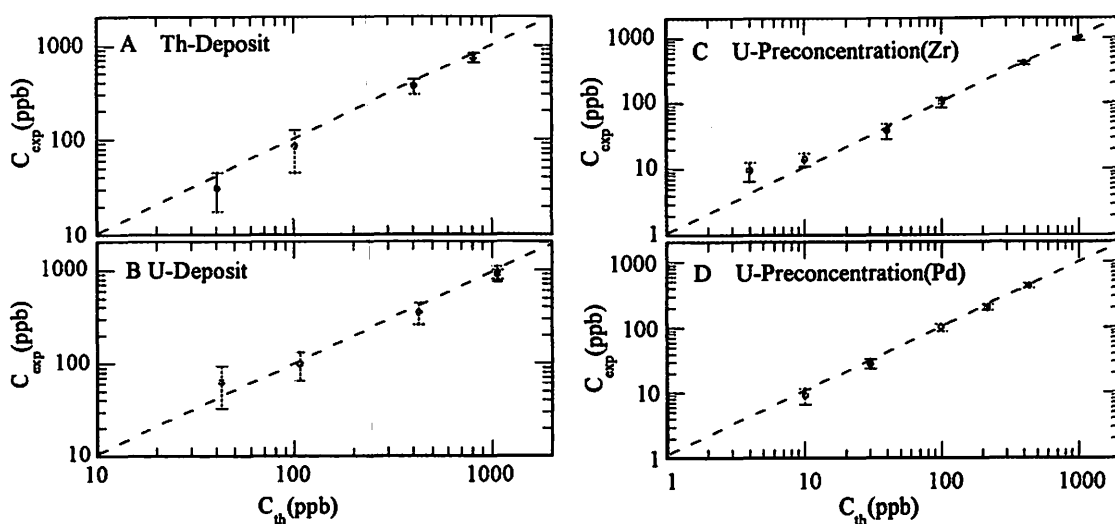 A Th-Deposit
1000
100
10
C_exp(ppb)
B U-Deposit
1000
100
10
C_exp(ppb)
10 100 1000
C_th(ppb)
C U-Preconcentration(Zr)
1000
100
10
1
C_exp(ppb)
D U-Preconcentration(Pd)
1000
100
10
1
C_exp(ppb)
1 10 100 1000
C_th(ppb)